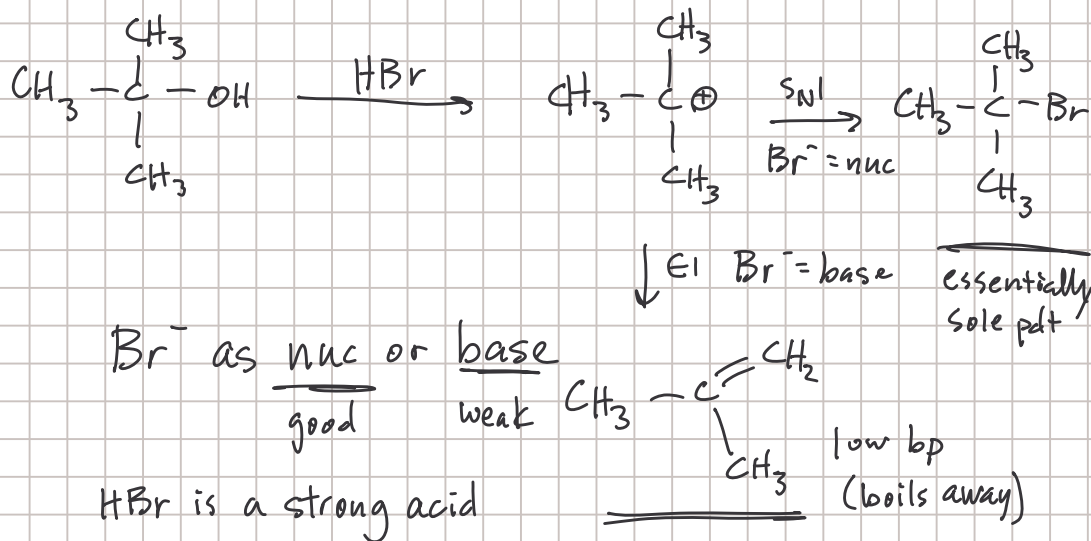 CH3 CH3 CH3
CH3 – C – OH HBr CH3 – C ⊕ SN1 CH3 – C – Br
CH3 CH3 Br⁻ = nuc CH3
E1 Br⁻ = base essentially
sole pdt
Br⁻ as nuc or base
good weak
CH3 – C = CH2
CH3
low bp
(boils away)
HBr is a strong acid